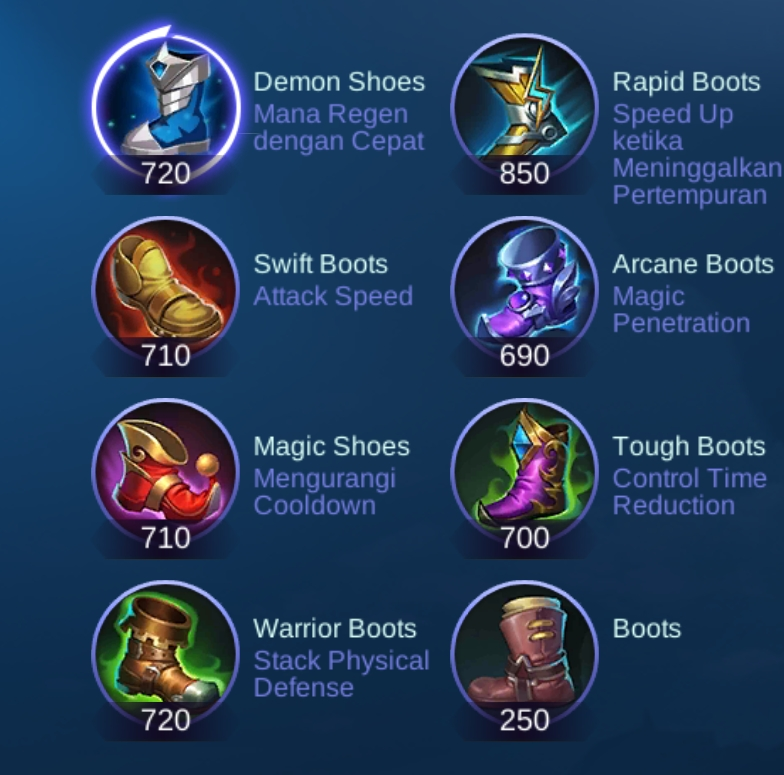 Demon Shoes
Mana Regen
dengan Cepat
720
Rapid Boots
Speed Up
ketika
Meninggalkan
Pertempuran
850
Swift Boots
Attack Speed
710
Arcane Boots
Magic
Penetration
690
Magic Shoes
Mengurangi
Cooldown
710
Tough Boots
Control Time
Reduction
700
Warrior Boots
Stack Physical
Defense
720
Boots
250